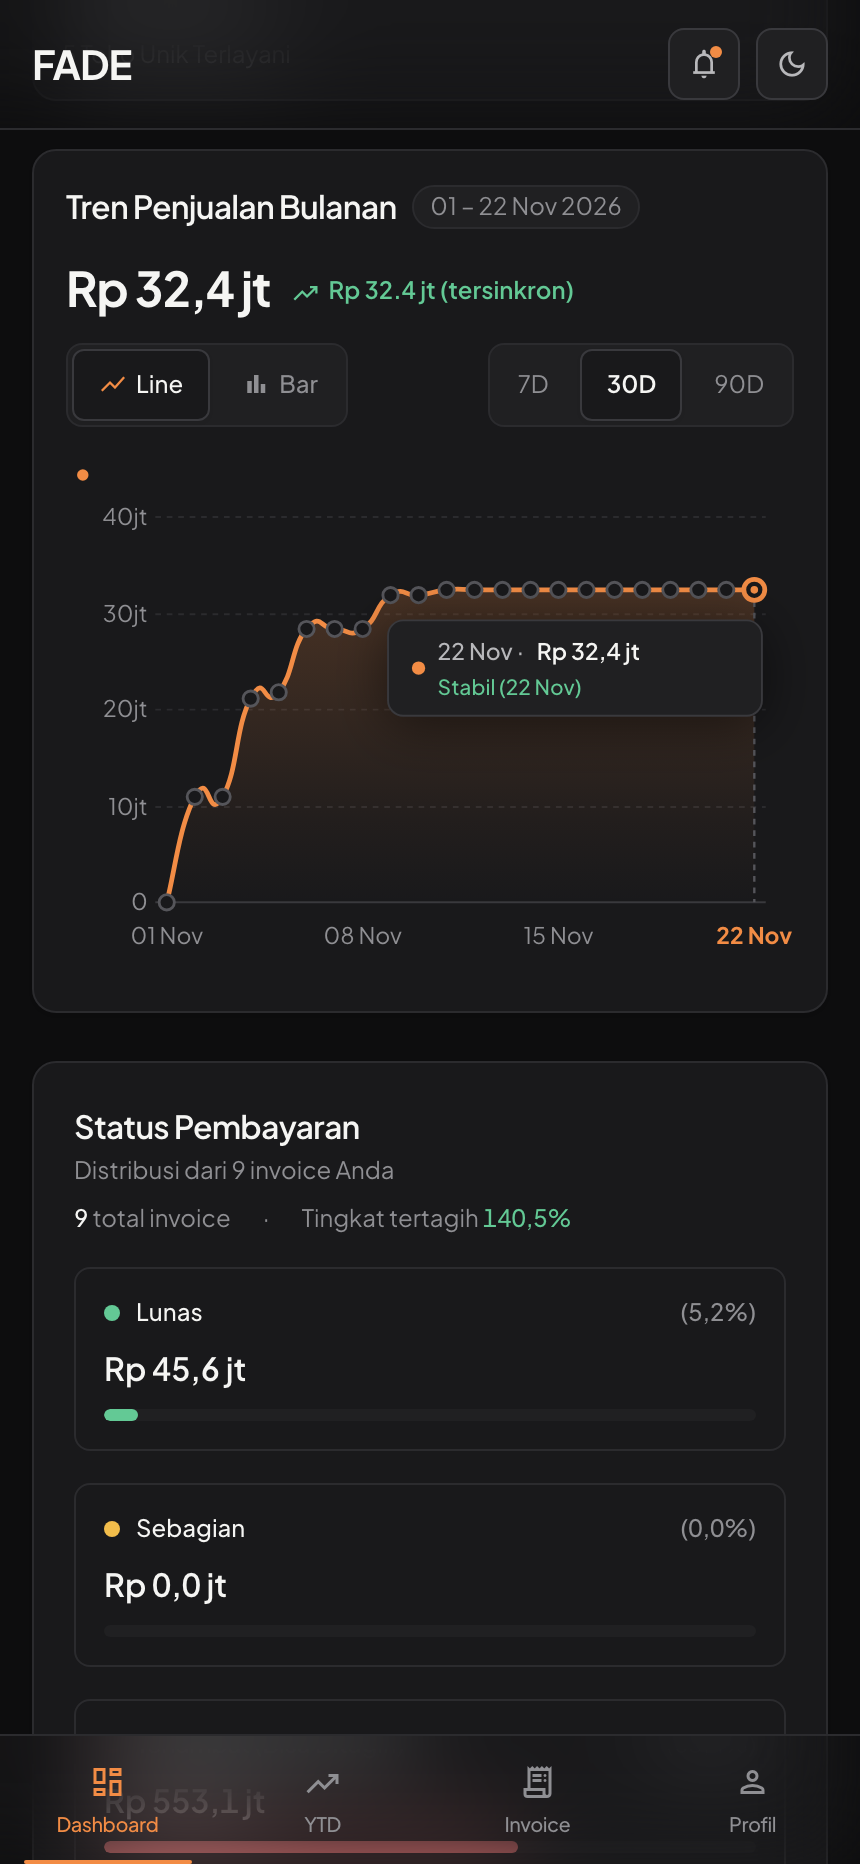 Unik Terlayani
FADE
Tren Penjualan Bulanan 01 – 22 Nov 2026
Rp 32,4 jt Rp 32.4 jt (tersinkron)
Line Bar 7D 30D 90D
40jt
30jt
20jt
10jt
0
22 Nov · Rp 32,4 jt
Stabil (22 Nov)
01 Nov 08 Nov 15 Nov 22 Nov
Status Pembayaran
Distribusi dari 9 invoice Anda
9 total invoice · Tingkat tertagih 140,5%
Lunas (5,2%)
Rp 45,6 jt
Sebagian (0,0%)
Rp 0,0 jt
Rp 553,1 jt
Dashboard YTD Invoice Profil